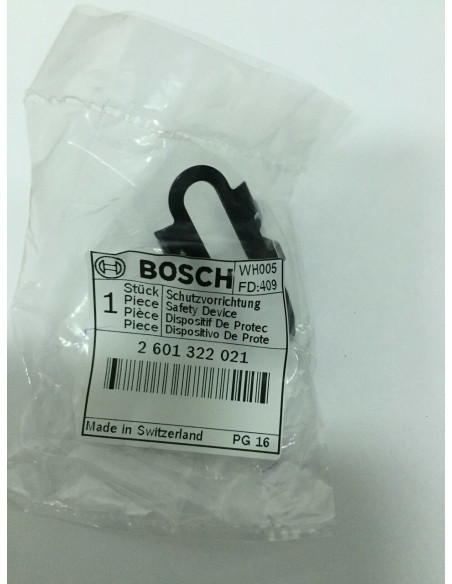 BOSCH WH005
FD:409
1 Stück Schutzvorrichtung
Piece Safety Device
Pièce Dispositif De Protec
Piece Dispositivo De Prote
2 601 322 021
Made in Switzerland PG 16